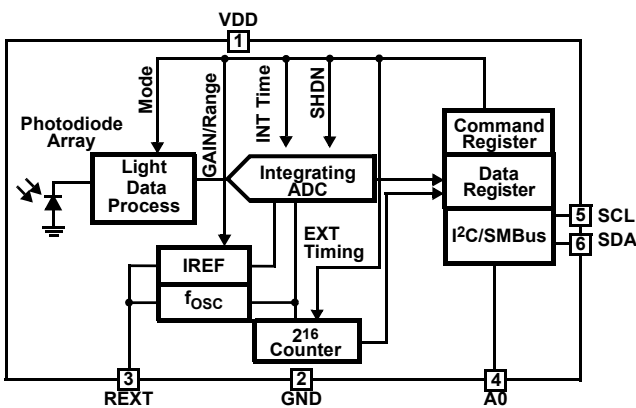 VDD
1
Mode
GAIN/Range
INT Time
SHDN
Photodiode
Array
Light
Data
Process
Integrating
ADC
Command
Register
Data
Register
I²C/SMBus
5 SCL
6 SDA
EXT
Timing
IREF
fOSC
2¹⁶
Counter
3
REXT
2
GND
4
A0